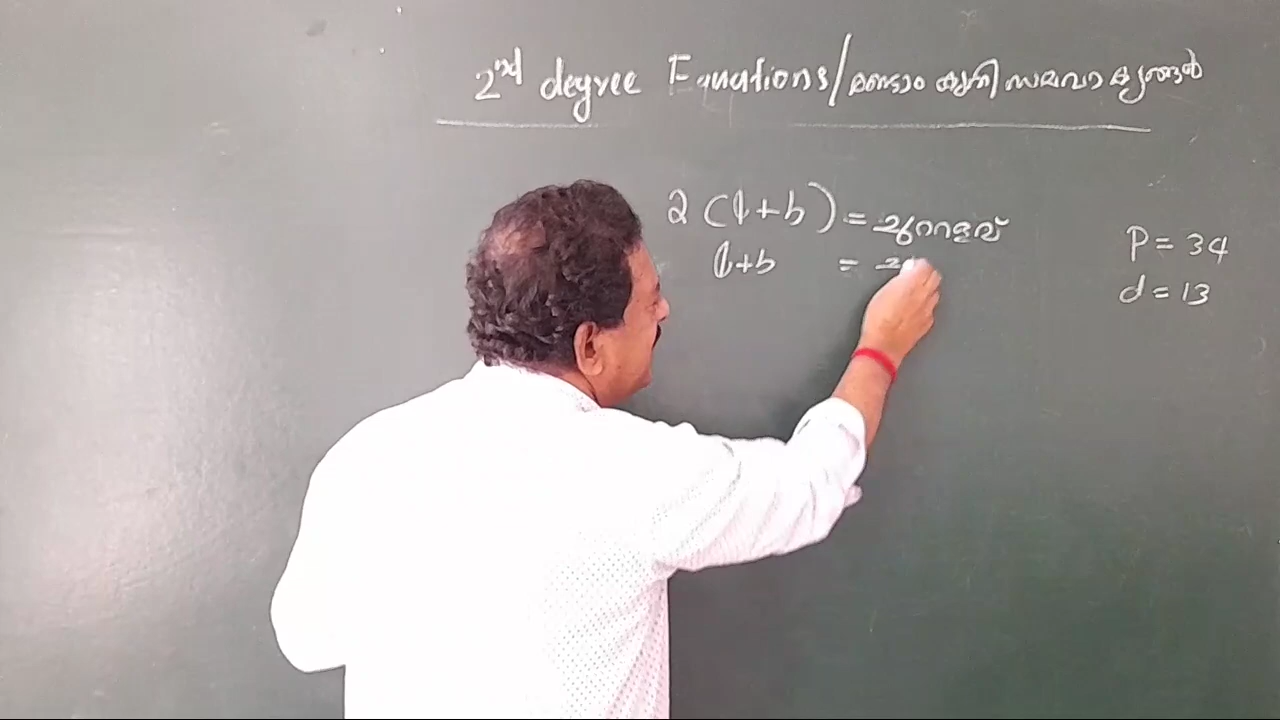 2nd degree Equations/രണ്ടാം കൃതി സമവാക്യങ്ങൾ
2(l+b) = ചുറ്റളവ്
l+b =
P = 34
d = 13